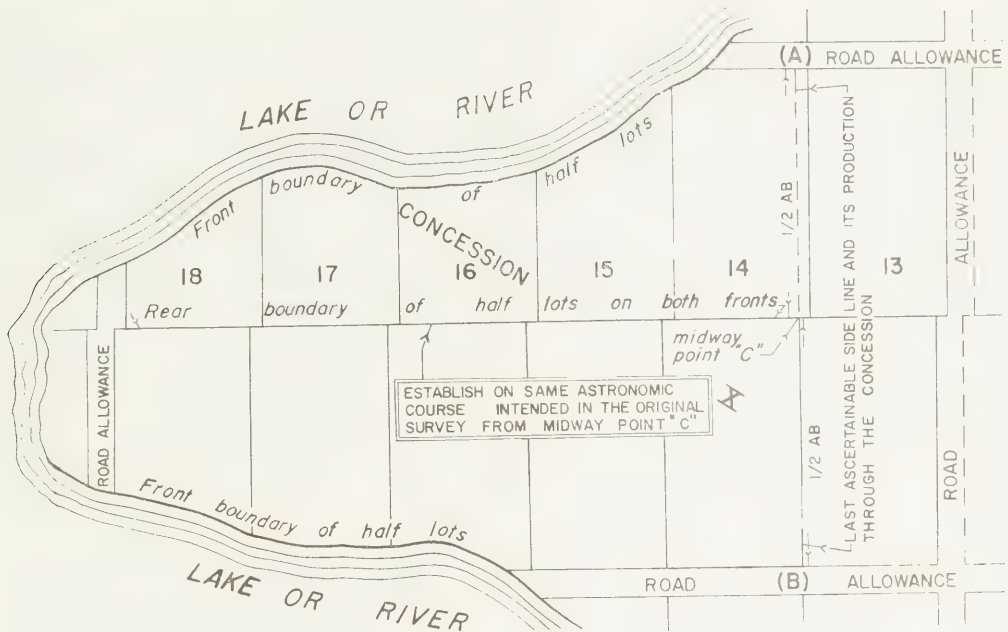 (A) ROAD ALLOWANCE
LAKE OR RIVER
Front boundary of half lots
CONCESSION
18 17 16 15 14 13
1/2 AB
LAST ASCERTAINABLE SIDE LINE AND ITS PRODUCTION
THROUGH THE CONCESSION
ALLOWANCE
Rear boundary of half lots on both fronts
midway
point "C"
ROAD ALLOWANCE
ESTABLISH ON SAME ASTRONOMIC
COURSE INTENDED IN THE ORIGINAL
SURVEY FROM MIDWAY POINT "C"
1/2 AB
ROAD
Front boundary of half lots
LAKE OR RIVER
ROAD (B) ALLOWANCE